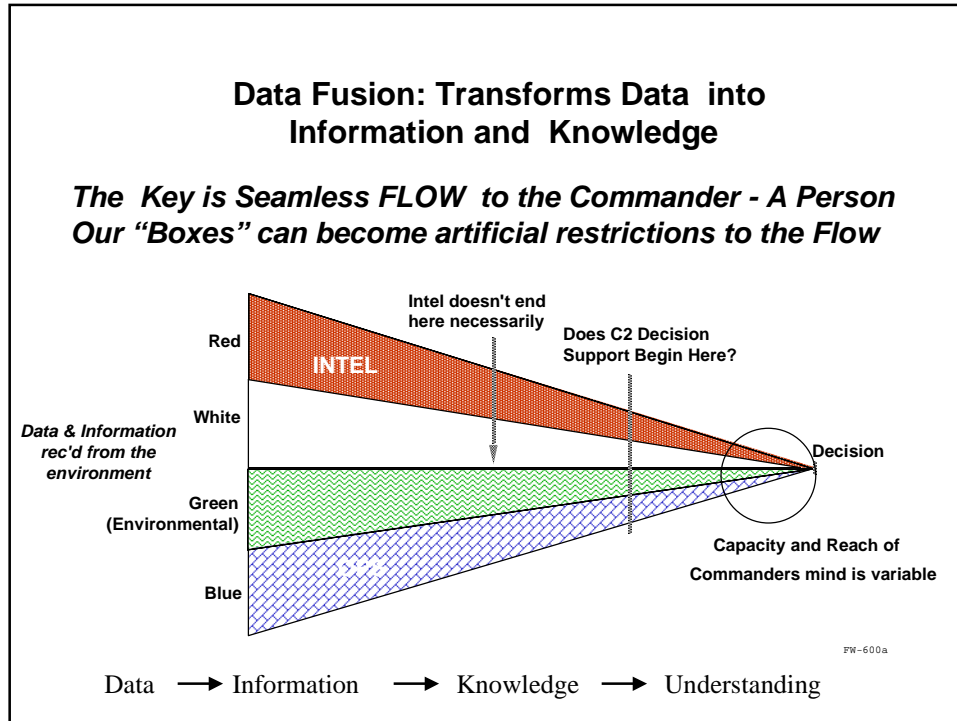 Data Fusion: Transforms Data into
Information and Knowledge
The Key is Seamless FLOW to the Commander - A Person
Our “Boxes” can become artificial restrictions to the Flow
Intel doesn't end
here necessarily
Does C2 Decision
Support Begin Here?
Red
INTEL
White
Data & Information
rec'd from the
environment
Decision
Green
(Environmental)
Capacity and Reach of
Commanders mind is variable
Blue
FW-600a
Data Information Knowledge Understanding